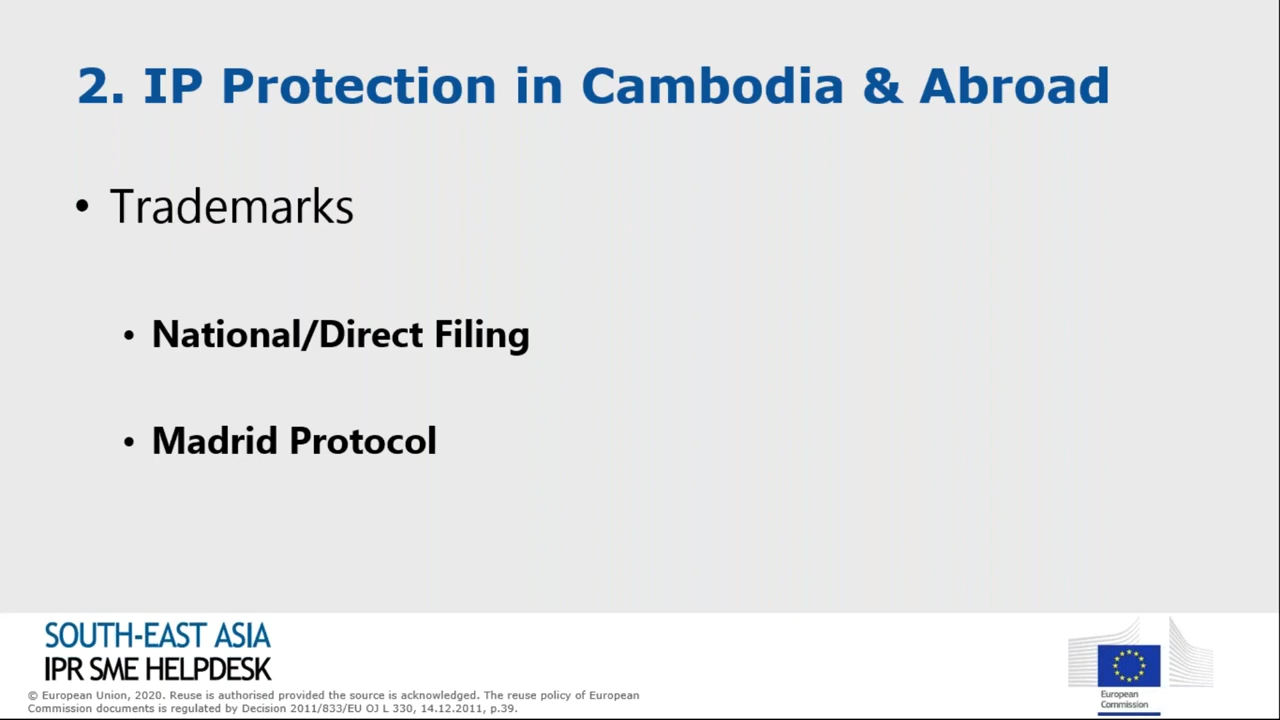 2. IP Protection in Cambodia & Abroad
• Trademarks
• National/Direct Filing
• Madrid Protocol
SOUTH-EAST ASIA
IPR SME HELPDESK
© European Union, 2020. Reuse is authorised provided the source is acknowledged. The reuse policy of European
Commission documents is regulated by Decision 2011/833/EU OJ L 330, 14.12.2011, p.39.
European
Commission